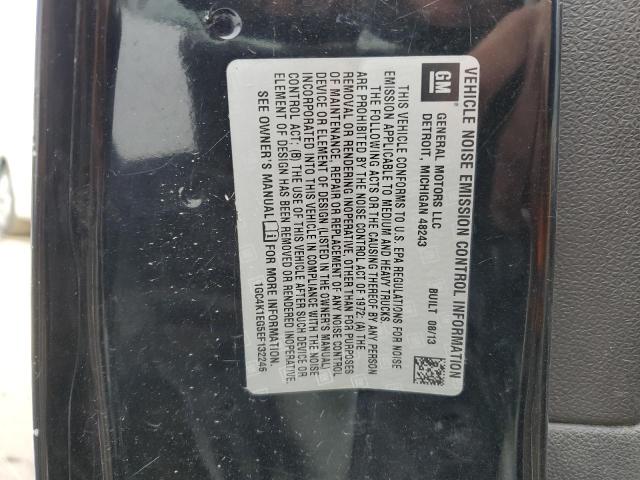 VEHICLE NOISE EMISSION CONTROL INFORMATION
GM
GENERAL MOTORS LLC
DETROIT, MICHIGAN 48243
BUILT 08/13
THIS VEHICLE CONFORMS TO U.S. EPA REGULATIONS FOR NOISE
EMISSION APPLICABLE TO MEDIUM AND HEAVY TRUCKS.
THE FOLLOWING ACTS OR THE CAUSING THEREOF BY ANY PERSON
ARE PROHIBITED BY THE NOISE CONTROL ACT OF 1972: (A) THE
REMOVAL OR RENDERING INOPERATIVE, OTHER THAN FOR PURPOSES
OF MAINTENANCE, REPAIR OR REPLACEMENT OF ANY NOISE CONTROL
DEVICE OR ELEMENT OF DESIGN (LISTED IN THE OWNER'S MANUAL)
INCORPORATED INTO THIS VEHICLE IN COMPLIANCE WITH THE NOISE
CONTROL ACT; (B) THE USE OF THIS VEHICLE AFTER SUCH DEVICE OR
ELEMENT OF DESIGN HAS BEEN REMOVED OR RENDERED INOPERATIVE.
SEE OWNER'S MANUAL i FOR MORE INFORMATION.
1GC4K1EG5EF132246